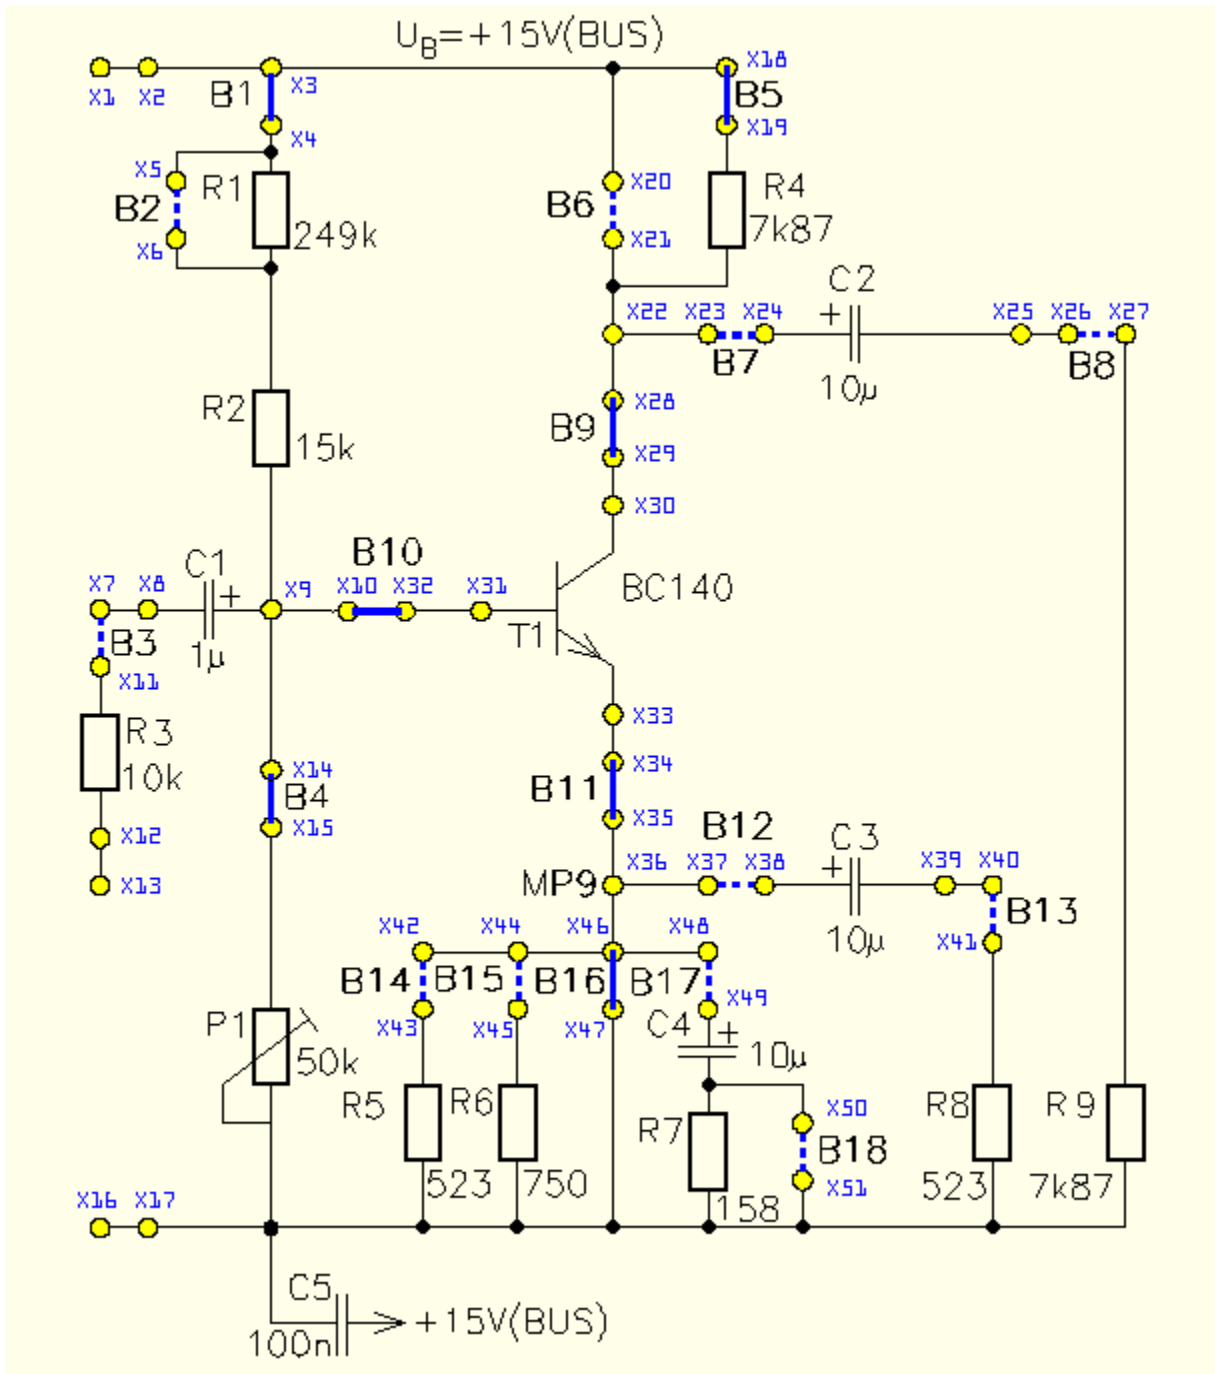 UB=+15V(BUS)
X1 X2 B1 X3 X18 B5
X4 X19
X5 R1 X20 R4
B2 B6
X6 249k X21 7k87
C2
X22 X23 X24 + X25 X26 X27
B7 B8
10µ
R2 X28
B9
15k X29
X30
C1 B10
X7 X8 + X9 X10 X32 X31 BC140
B3 1µ T1
X11
R3 X33
10k X14 X34
B4 B11
X12 X15 X35
B12 C3
X13 MP9 X36 X37 X38 + X39 X40
B13
X42 X44 X46 X48 10µ X41
B14 B15 B16 B17
X43 X45 X47 X49
P1 C4 +
50k 10µ
R5 R6 R7 X50 R8 R9
B18
523 750 X51 523 7k87
X16 X17 158
C5
100n +15V(BUS)